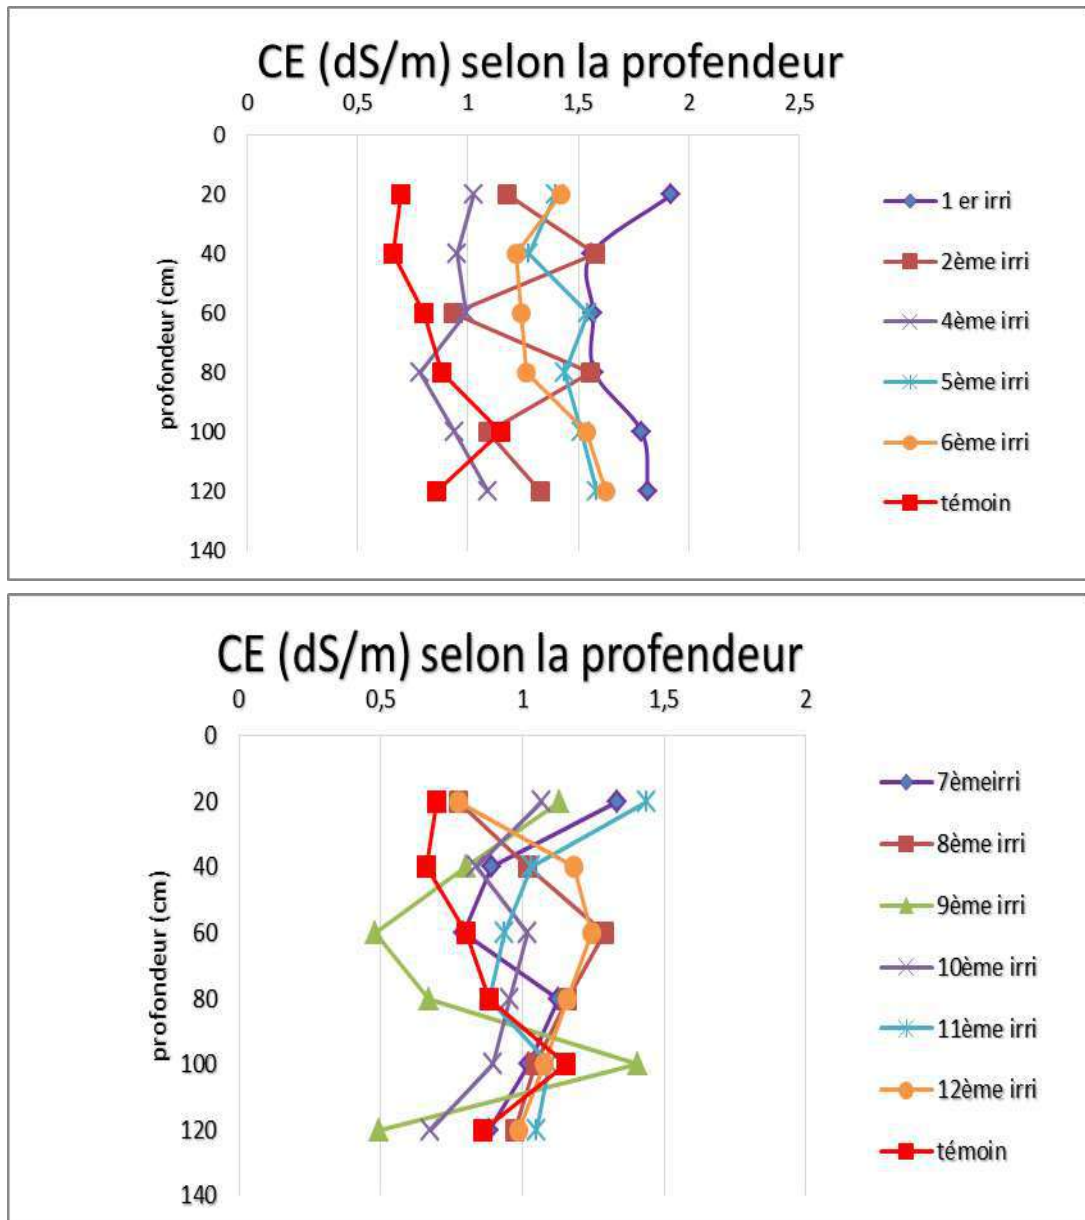 CE (dS/m) selon la profendeur
0 0,5 1 1,5 2 2,5
0
20
40
60
80
100
120
140
profondeur (cm)
1 er irri
2ème irri
4ème irri
5ème irri
6ème irri
témoin
CE (dS/m) selon la profendeur
0 0,5 1 1,5 2
0
20
40
60
80
100
120
140
profondeur (cm)
7èmeirri
8ème irri
9ème irri
10ème irri
11ème irri
12ème irri
témoin